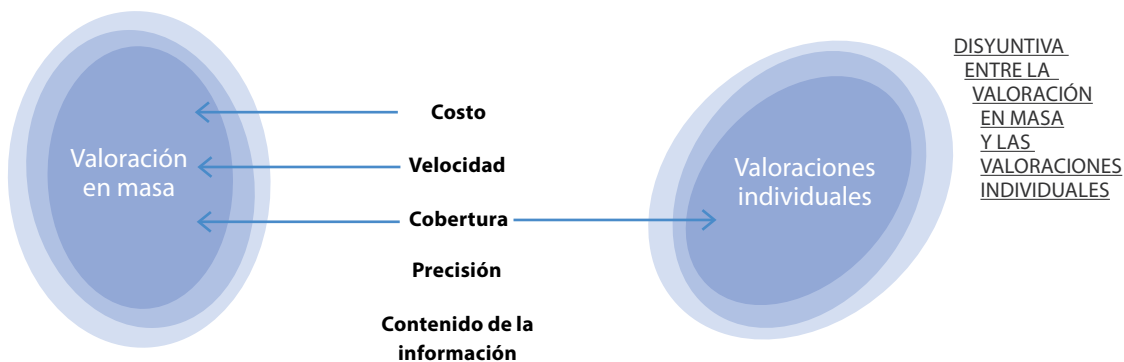 Valoración
en masa
Costo
Velocidad
Cobertura
Precisión
Contenido de la
información
Valoraciones
individuales
DISYUNTIVA
ENTRE LA
VALORACIÓN
EN MASA
Y LAS
VALORACIONES
INDIVIDUALES